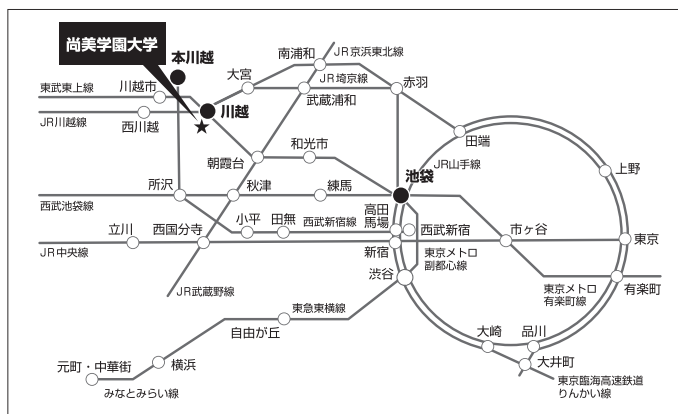 尚美学園大学
本川越
南浦和
JR京浜東北線
大宮
JR埼京線
赤羽
東武東上線
川越市
川越
武蔵浦和
JR川越線
西川越
田端
朝霞台
和光市
JR山手線
上野
池袋
所沢
秋津
練馬
西武池袋線
高田
馬場
小平
田無
西武新宿線
西武新宿
市ヶ谷
東京
立川
西国分寺
新宿
JR中央線
東京メトロ
副都心線
渋谷
JR武蔵野線
東京メトロ
有楽町線
有楽町
東急東横線
自由が丘
大崎
品川
元町・中華街
横浜
大井町
みなとみらい線
東京臨海高速鉄道
りんかい線